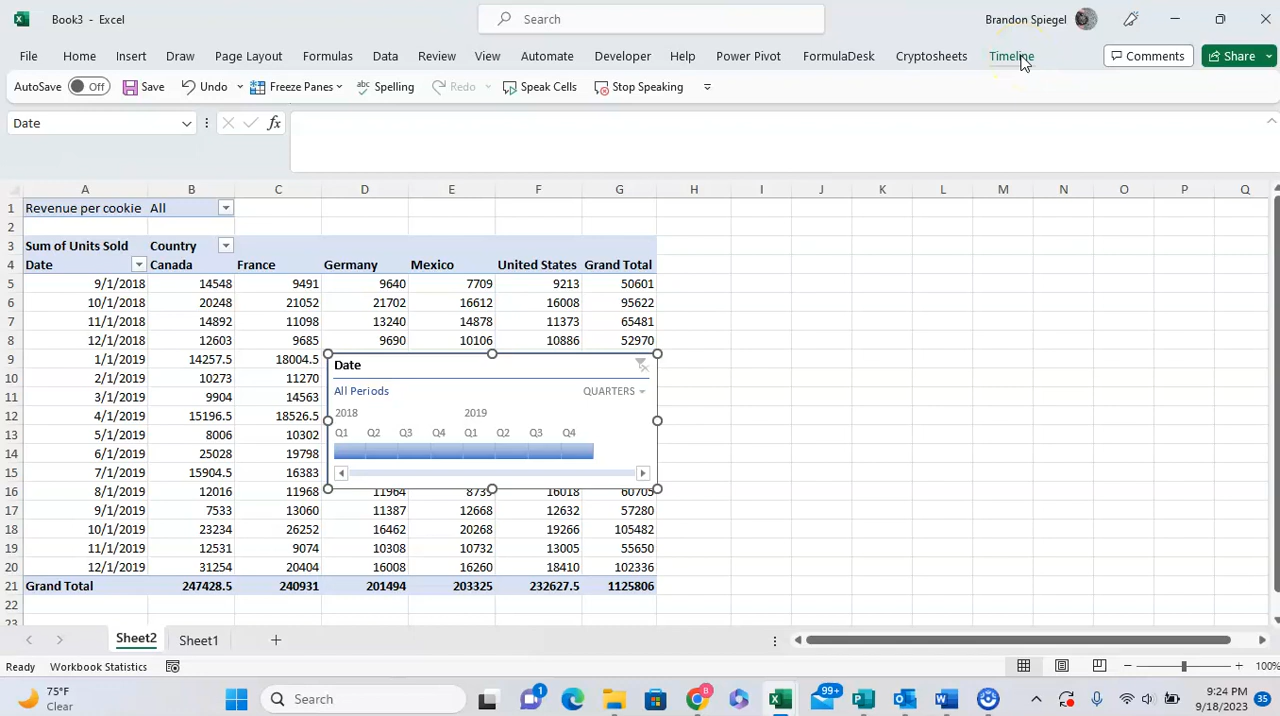 Book3 - Excel
Search
Brandon Spiegel
File Home Insert Draw Page Layout Formulas Data Review View Automate Developer Help Power Pivot FormulaDesk Cryptosheets Timeline Comments Share
AutoSave Off Save Undo Freeze Panes Spelling Redo Speak Cells Stop Speaking
Date fx
A B C D E F G H I J K L M N O P Q
1 Revenue per cookie All
2
3 Sum of Units Sold Country
4 Date Canada France Germany Mexico United States Grand Total
5 9/1/2018 14548 9491 9640 7709 9213 50601
6 10/1/2018 20248 21052 21702 16612 16008 95622
7 11/1/2018 14892 11098 13240 14878 11373 65481
8 12/1/2018 12603 9685 9690 10106 10886 52970
9 1/1/2019 14257.5 18004.5
10 2/1/2019 10273 11270
11 3/1/2019 9904 14563
12 4/1/2019 15196.5 18526.5
13 5/1/2019 8006 10302
14 6/1/2019 25028 19798
15 7/1/2019 15904.5 16383
Date
All Periods QUARTERS
2018 2019
Q1 Q2 Q3 Q4 Q1 Q2 Q3 Q4
16 8/1/2019 12016 11968 11964 8739 16018 60705
17 9/1/2019 7533 13060 11387 12668 12632 57280
18 10/1/2019 23234 26252 16462 20268 19266 105482
19 11/1/2019 12531 9074 10308 10732 13005 55650
20 12/1/2019 31254 20404 16008 16260 18410 102336
21 Grand Total 247428.5 240931 201494 203325 232627.5 1125806
22
23
Sheet2 Sheet1
Ready Workbook Statistics 100%
75°F
Clear
Search
1
99+
9:24 PM
9/18/2023
35